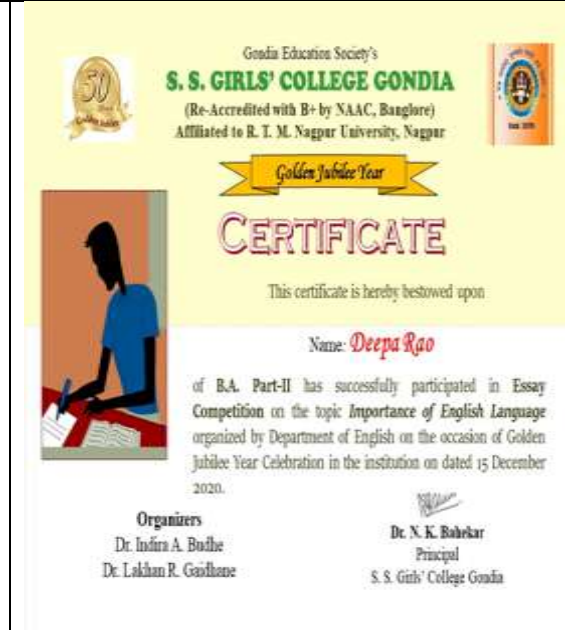 50
Golden Jubilee
Gondia Education Society's
S. S. GIRLS' COLLEGE GONDIA
(Re-Accredited with B+ by NAAC, Banglore)
Affiliated to R. T. M. Nagpur University, Nagpur
Golden Jubilee Year
CERTIFICATE
This certificate is hereby bestowed upon
Name: Deepa Rao
of B.A. Part-II has successfully participated in Essay
Competition on the topic Importance of English Language
organized by Department of English on the occasion of Golden
Jubilee Year Celebration in the institution on dated 15 December
2020.
Organizers
Dr. Indira A. Budhe
Dr. Lakhan R. Gaidhane
Dr. N. K. Bahekar
Principal
S. S. Girls' College Gondia